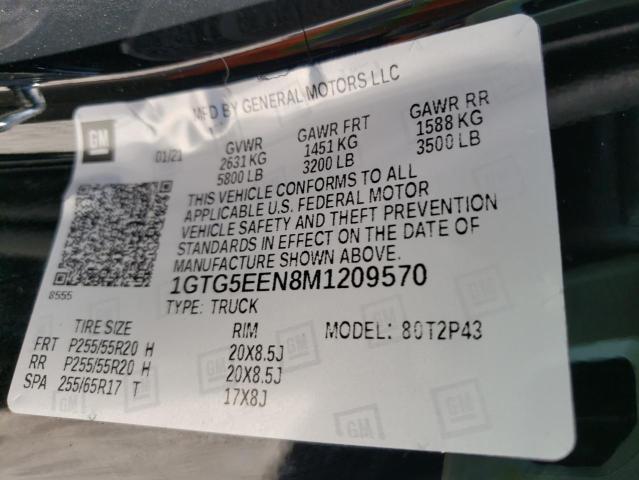 MFD BY GENERAL MOTORS LLC
GM
01/21 GVWR GAWR FRT GAWR RR
2631 KG 1451 KG 1588 KG
5800 LB 3200 LB 3500 LB
THIS VEHICLE CONFORMS TO ALL
APPLICABLE U.S. FEDERAL MOTOR
VEHICLE SAFETY AND THEFT PREVENTION
STANDARDS IN EFFECT ON THE DATE OF
MANUFACTURE SHOWN ABOVE.
8555
1GTG5EEN8M1209570
TYPE: TRUCK
TIRE SIZE RIM MODEL: 80T2P43
FRT P255/55R20 H 20X8.5J
RR P255/55R20 H 20X8.5J
SPA 255/65R17 T 17X8J